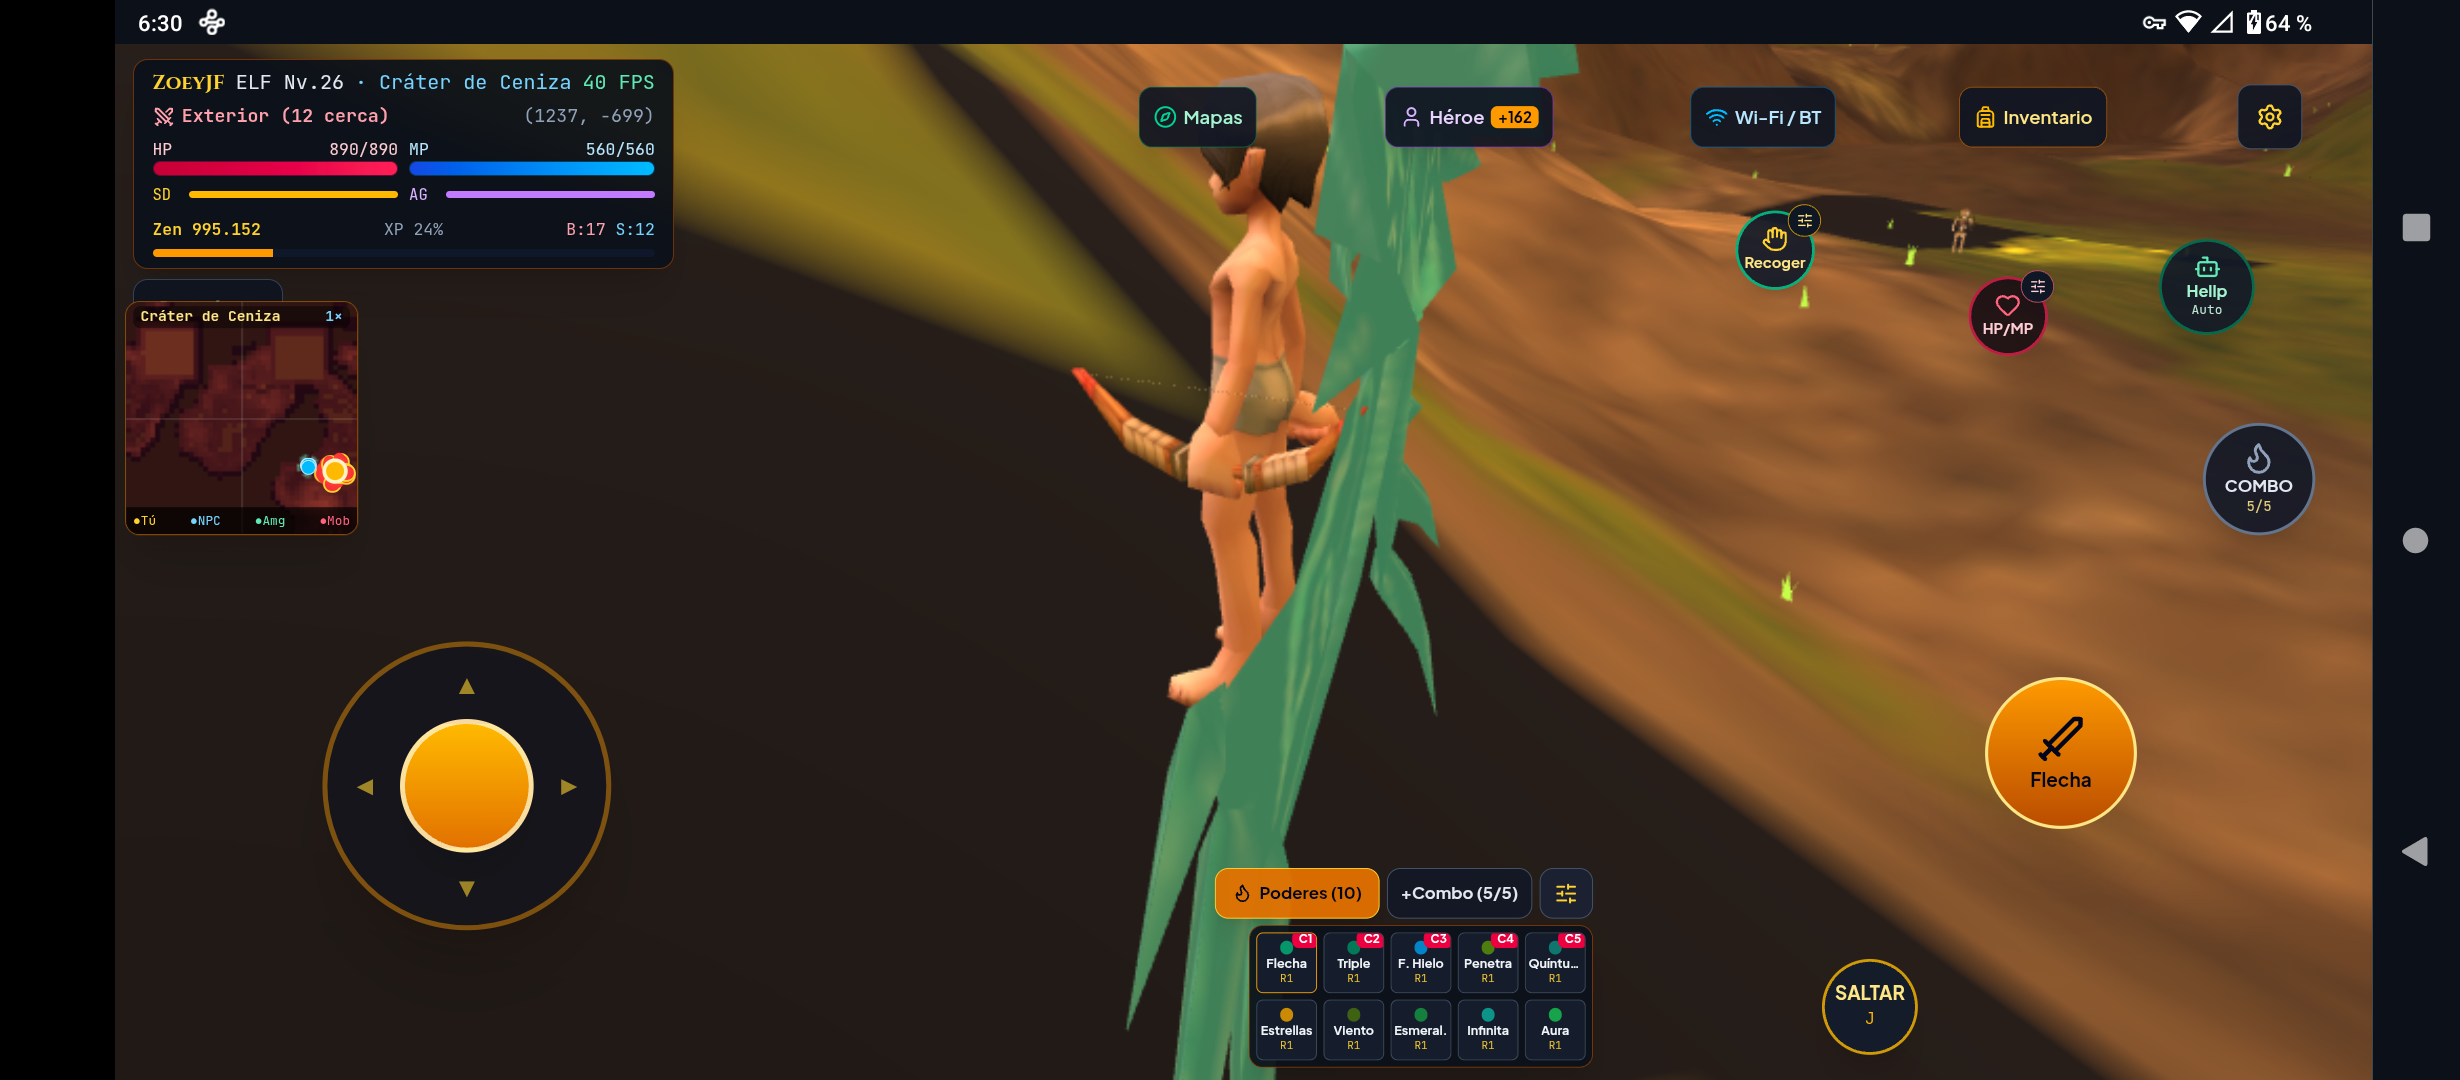 6:30
64 %
ZOEYJF ELF Nv.26 · Cráter de Ceniza 40 FPS
Exterior (12 cerca) (1237, -699)
HP 890/890 MP 560/560
SD AG
Zen 995.152 XP 24% B:17 S:12
Mapas
Héroe +162
Wi-Fi / BT
Inventario
Recoger
HP/MP
Hellp
Auto
Cráter de Ceniza 1×
Tú NPC Amg Mob
COMBO
5/5
Flecha
Poderes (10) +Combo (5/5)
C1 C2 C3 C4 C5
Flecha Triple F. Hielo Penetra Quíntu...
R1 R1 R1 R1 R1
Estrellas Viento Esmeral. Infinita Aura
R1 R1 R1 R1 R1
SALTAR
J